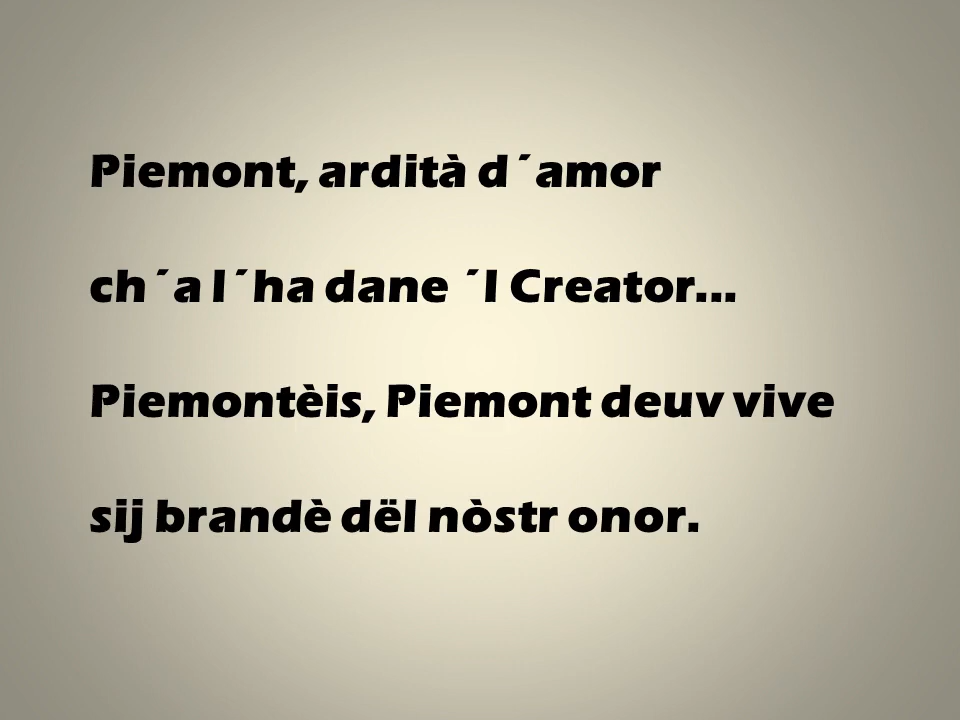 Piemont, ardità d´amor
ch´a l´ha dane ´l Creator...
Piemontèis, Piemont deuv vive
sij brandè dël nòstr onor.